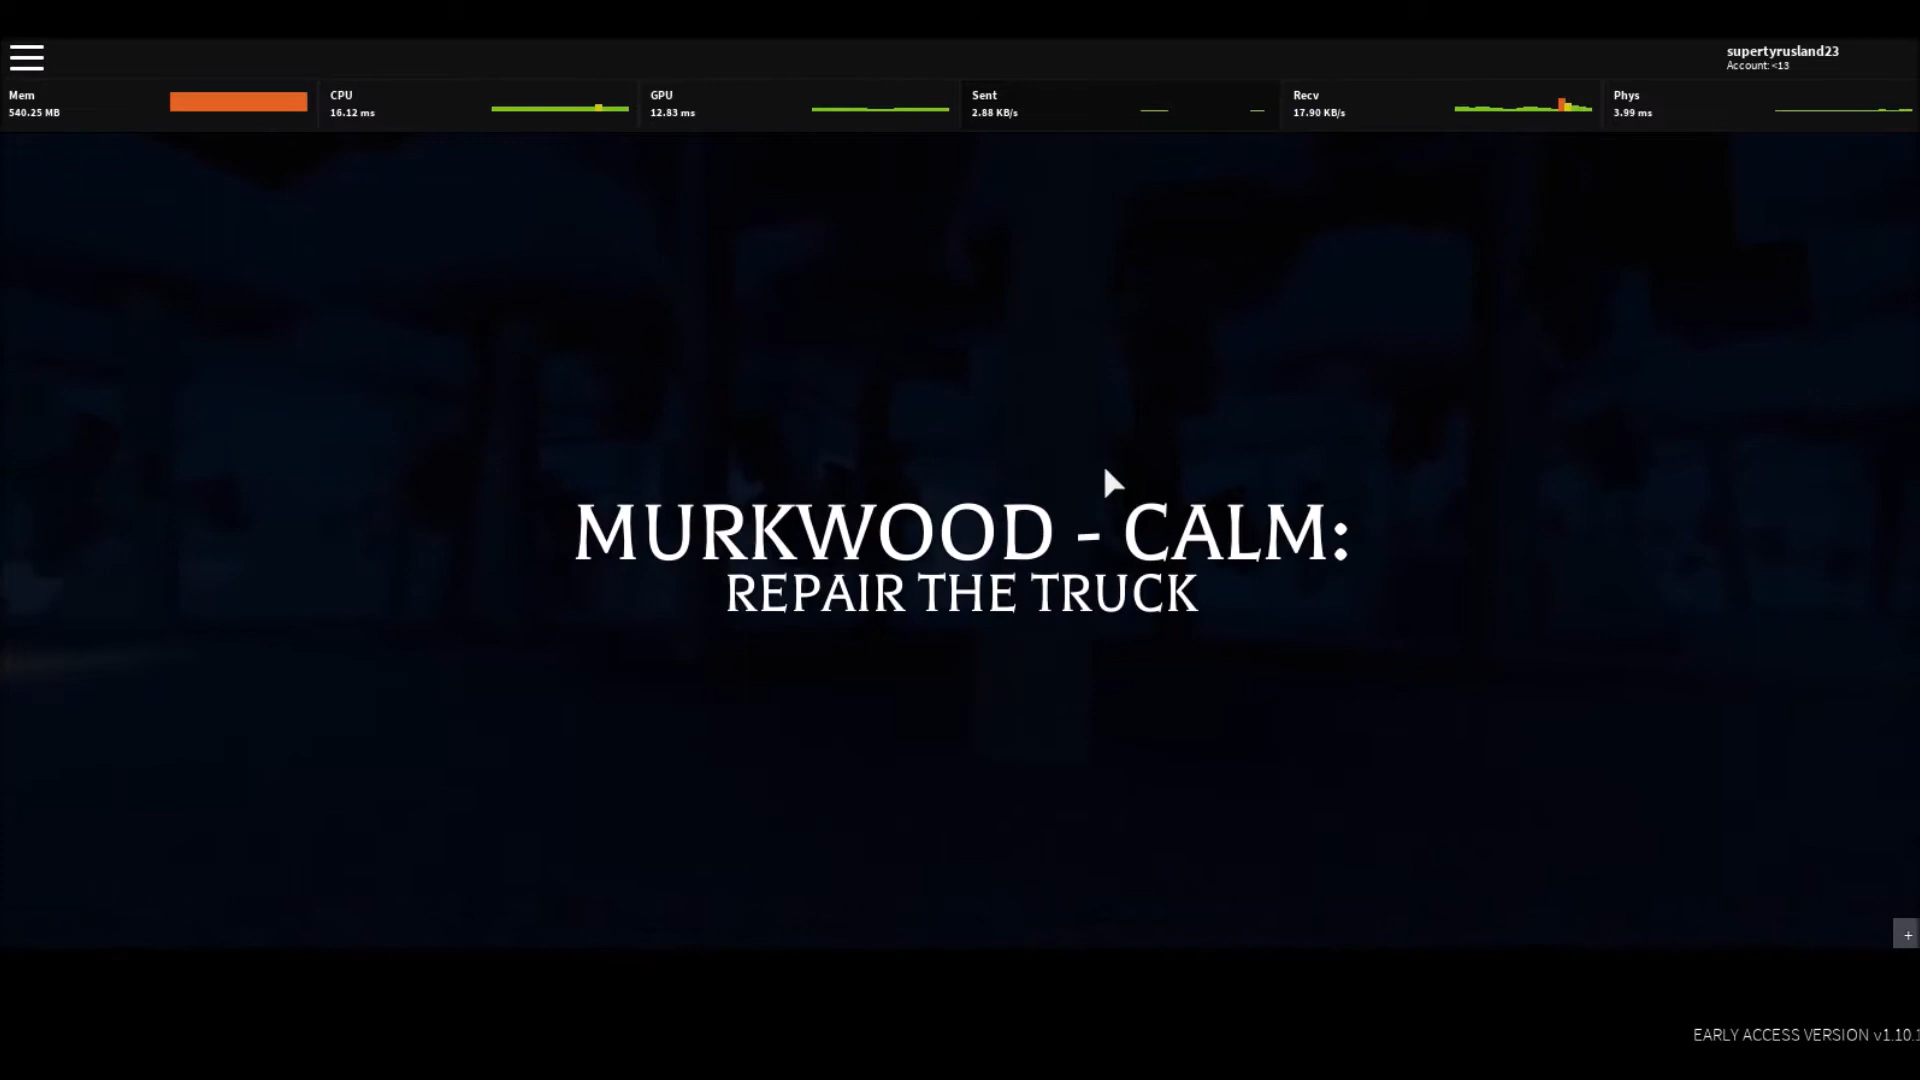 supertyrusland23
Account: <13
Mem
540.25 MB
CPU
16.12 ms
GPU
12.83 ms
Sent
2.88 KB/s
Recv
17.90 KB/s
Phys
3.99 ms
MURKWOOD - CALM:
REPAIR THE TRUCK
+
EARLY ACCESS VERSION v1.10.1